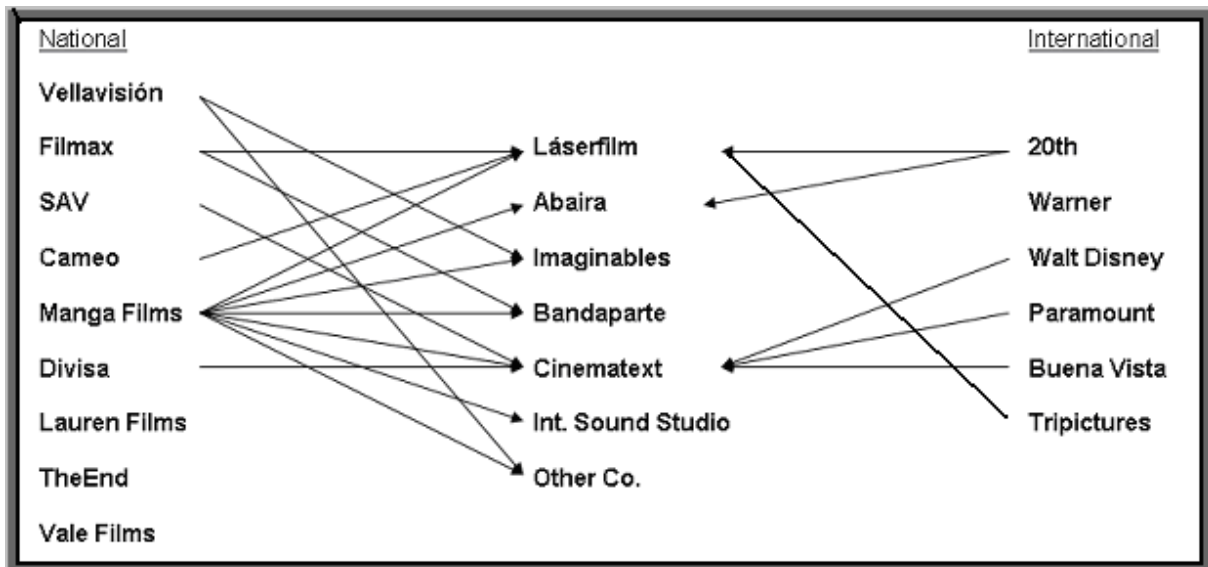 National
International
Vellavisión
Filmax
Láserfilm
20th
SAV
Abaira
Warner
Cameo
Imaginables
Walt Disney
Manga Films
Bandaparte
Paramount
Divisa
Cinematext
Buena Vista
Lauren Films
Int. Sound Studio
Tripictures
TheEnd
Other Co.
Vale Films